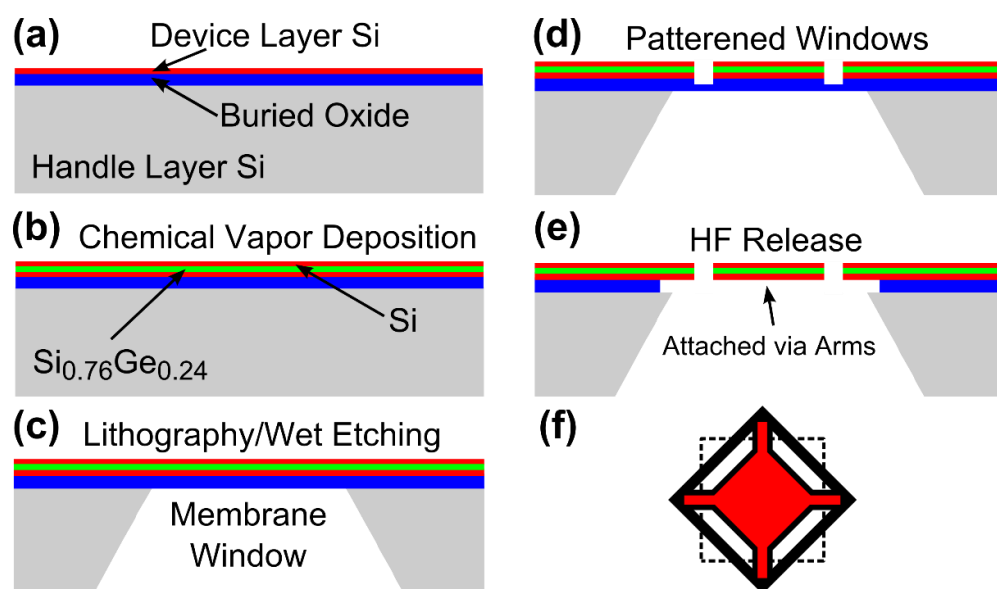 (a)
Device Layer Si
Buried Oxide
Handle Layer Si
(b)
Chemical Vapor Deposition
Si
Si0.76Ge0.24
(c)
Lithography/Wet Etching
Membrane
Window
(d)
Patterened Windows
(e)
HF Release
Attached via Arms
(f)